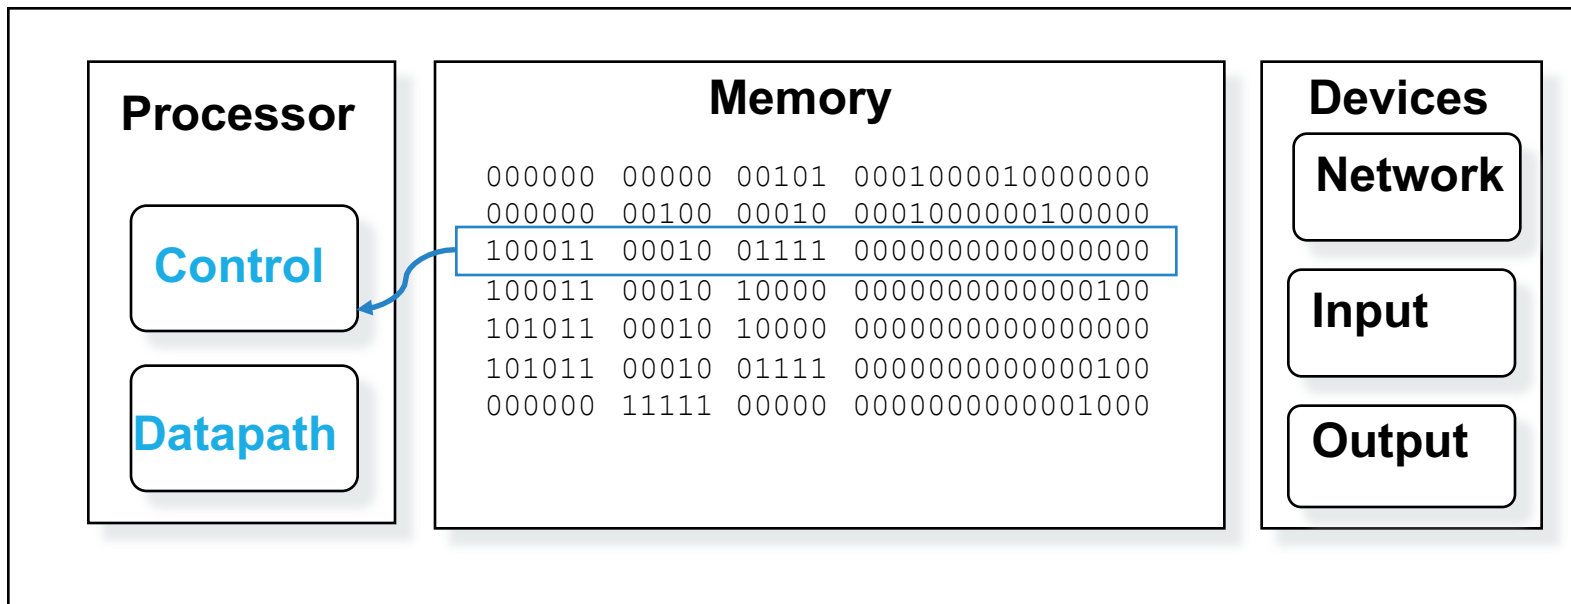 Processor
Control
Datapath
Memory
000000 00000 00101 0001000010000000
000000 00100 00010 0001000000100000
100011 00010 01111 0000000000000000
100011 00010 10000 0000000000000100
101011 00010 10000 0000000000000000
101011 00010 01111 0000000000000100
000000 11111 00000 0000000000001000
Devices
Network
Input
Output